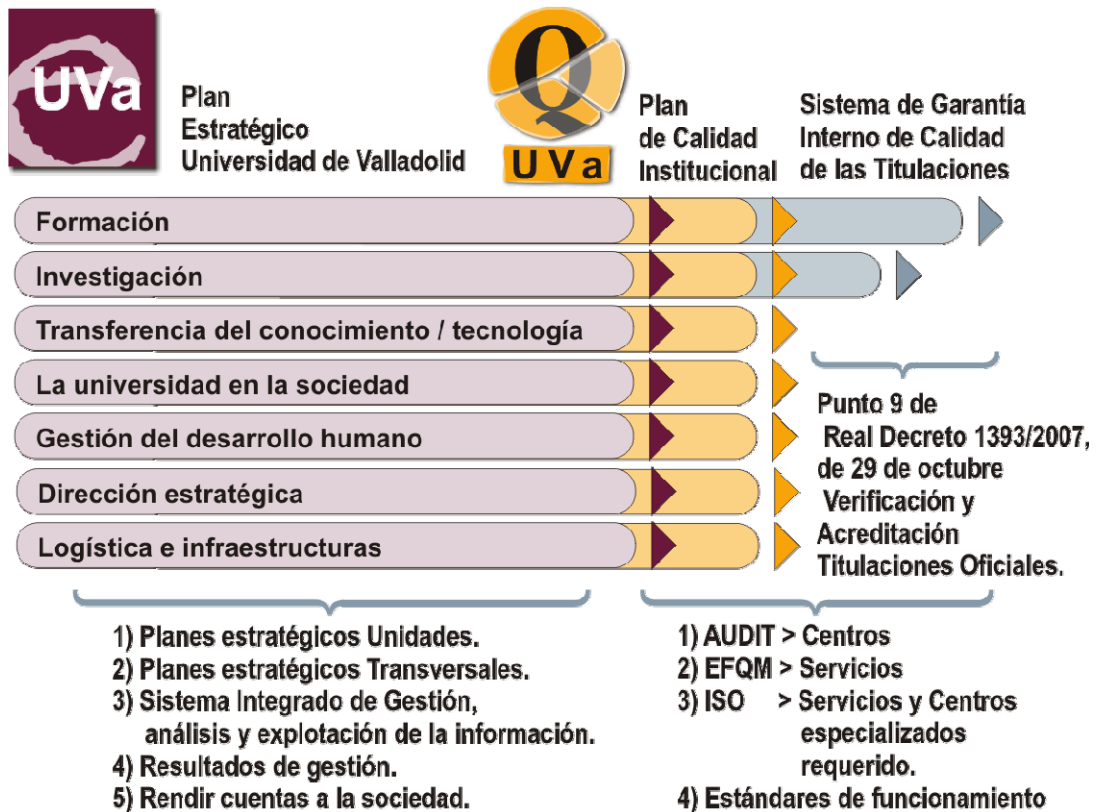 UVa
Plan
Estratégico
Universidad de Valladolid
Q
UVa
Plan
de Calidad
Institucional
Sistema de Garantía
Interno de Calidad
de las Titulaciones
Formación
Investigación
Transferencia del conocimiento / tecnología
La universidad en la sociedad
Gestión del desarrollo humano
Dirección estratégica
Logística e infraestructuras
Punto 9 de
Real Decreto 1393/2007,
de 29 de octubre
Verificación y
Acreditación
Titulaciones Oficiales.
1) Planes estratégicos Unidades.
2) Planes estratégicos Transversales.
3) Sistema Integrado de Gestión,
análisis y explotación de la información.
4) Resultados de gestión.
5) Rendir cuentas a la sociedad.
1) AUDIT > Centros
2) EFQM > Servicios
3) ISO > Servicios y Centros
especializados
requerido.
4) Estándares de funcionamiento